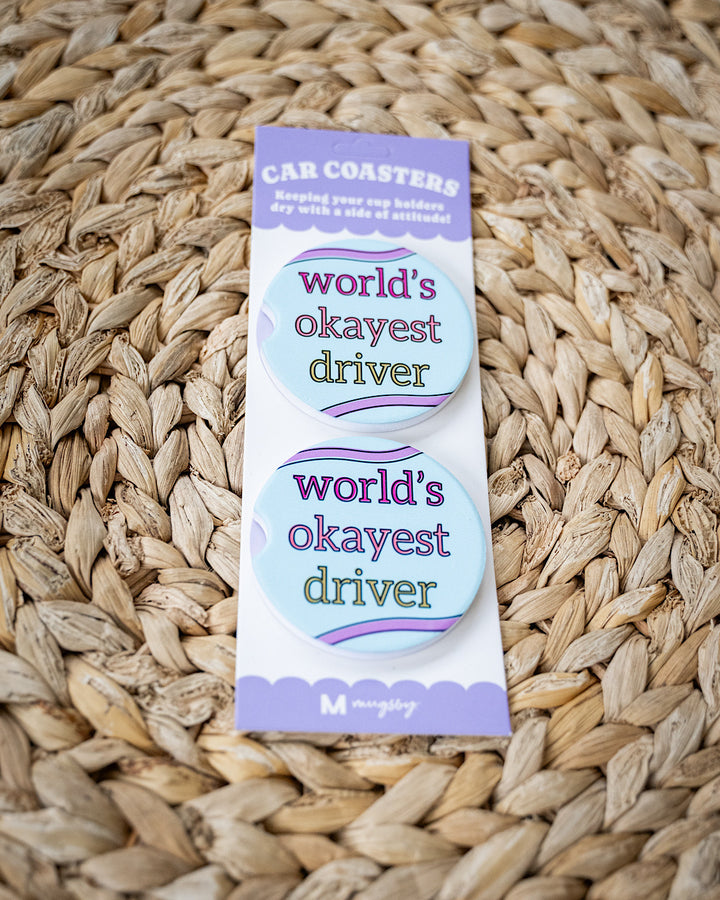 CAR COASTERS
Keeping your cup holders
dry with a side of attitude!
world's
okayest
driver
world's
okayest
driver
M mugsby